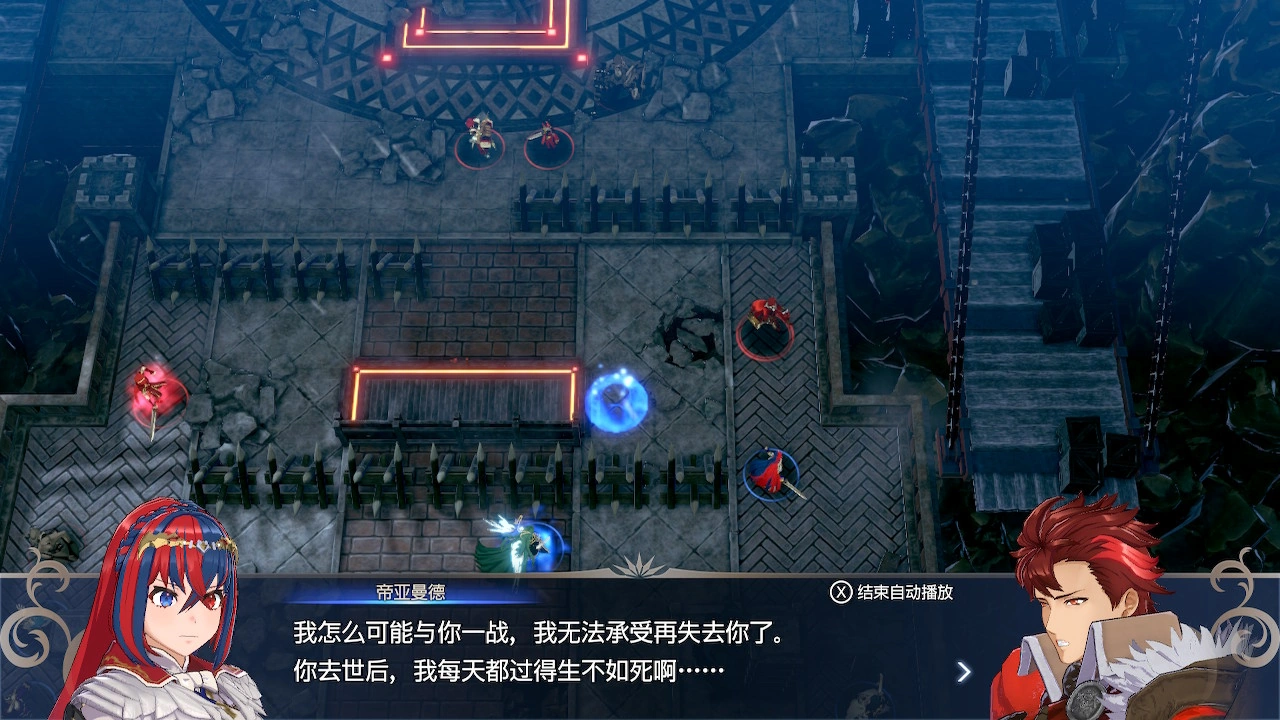 帝亚曼德
Ⓧ结束自动播放
我怎么可能与你一战，我无法承受再失去你了。
你去世后，我每天都过得生不如死啊……